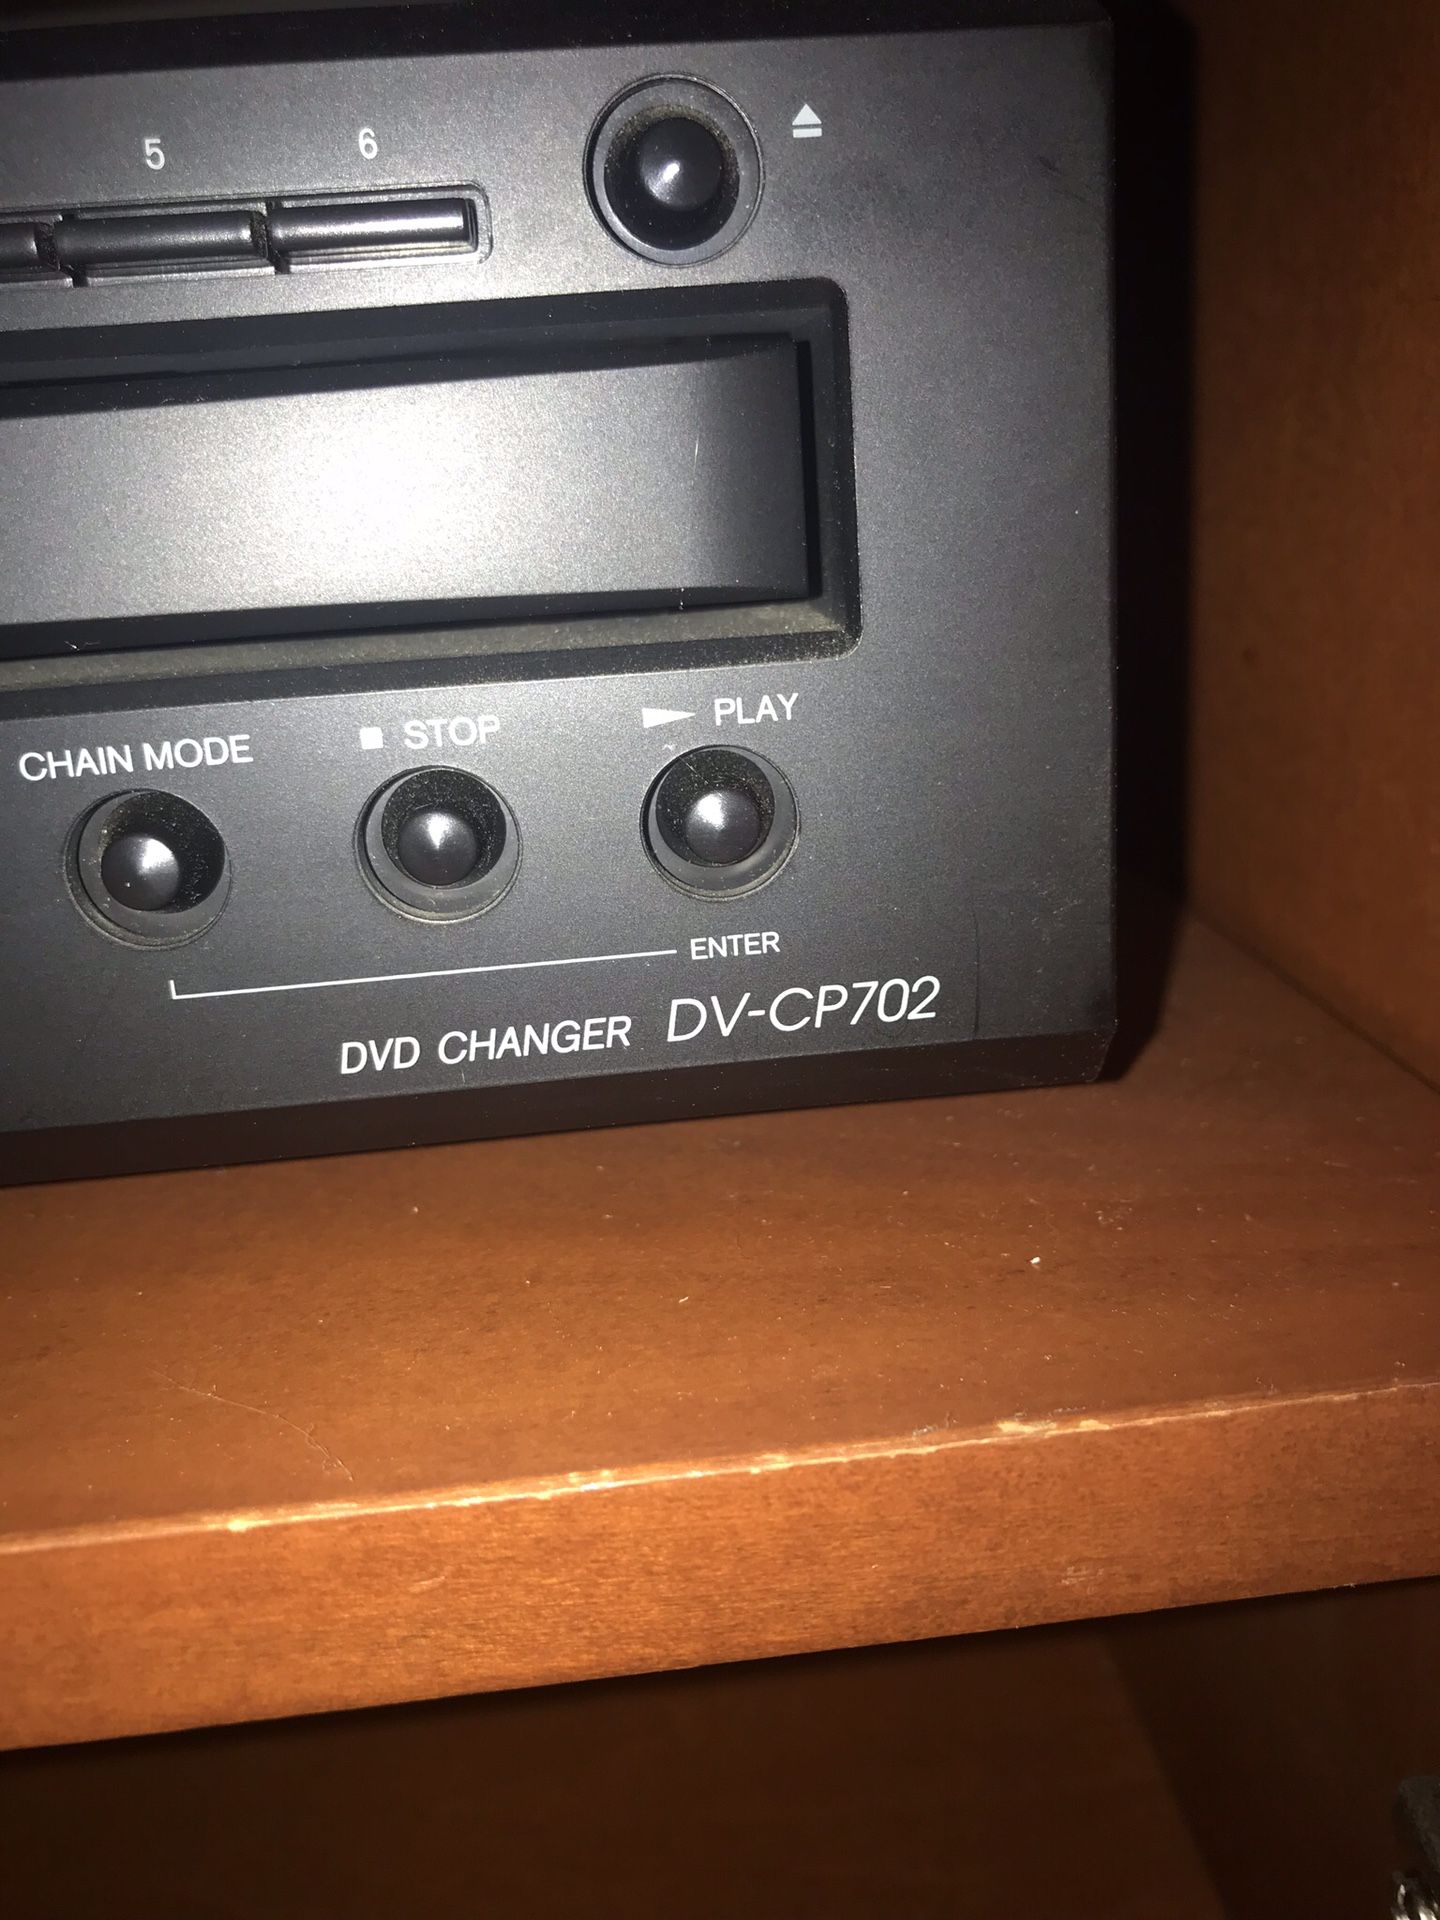 5 6
CHAIN MODE STOP PLAY
ENTER
DVD CHANGER DV-CP702